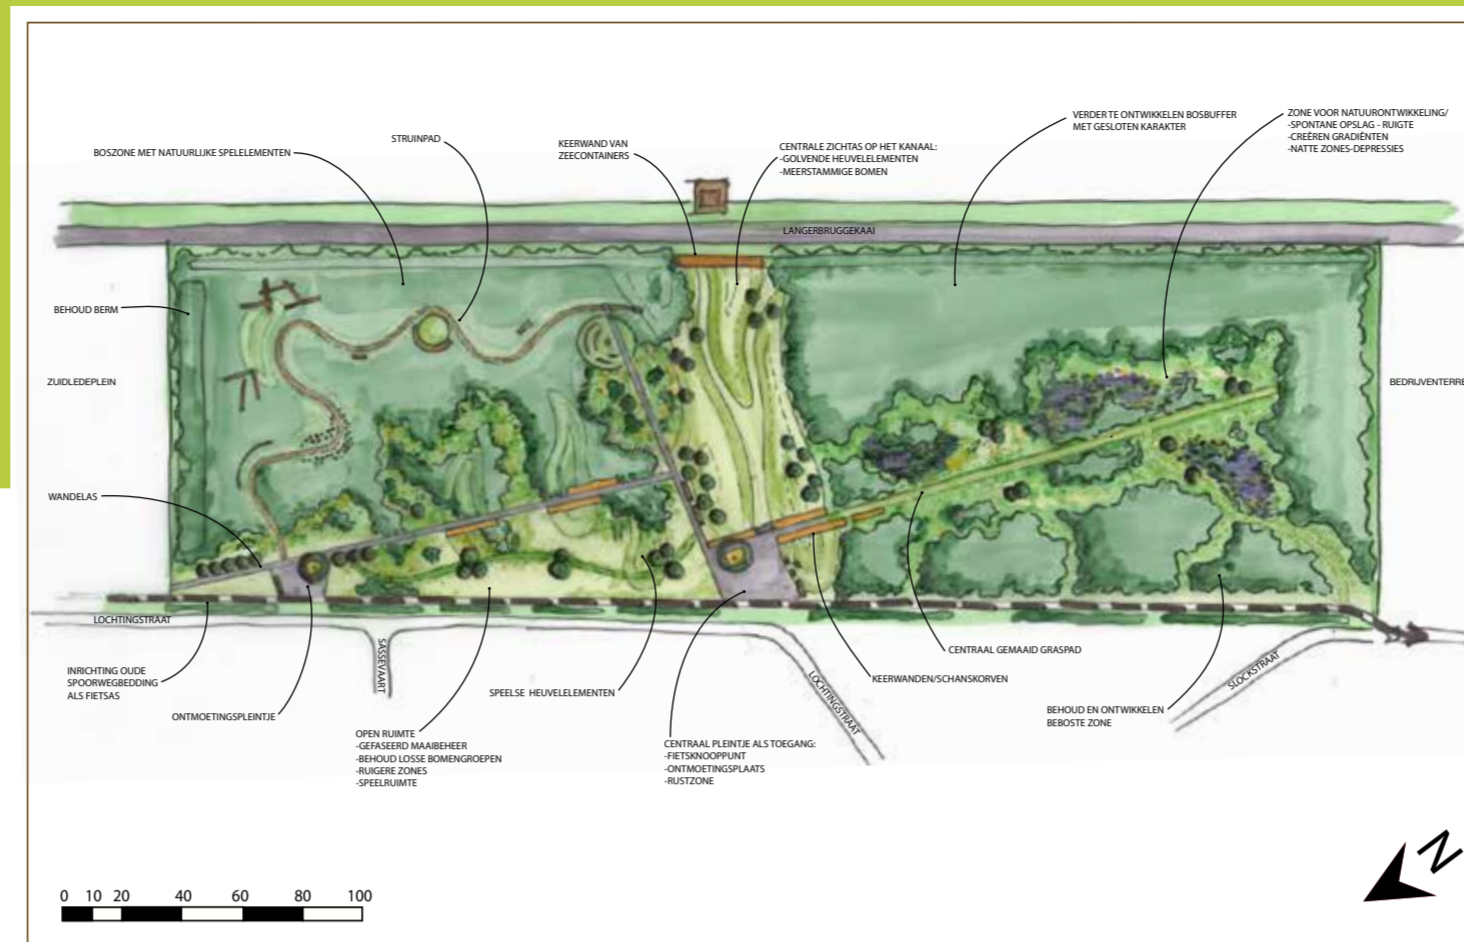 BOSZONE MET NATUURLIJKE SPELELEMENTEN
STRUINPAD
KEERWAND VAN
ZEECONTAINERS
CENTRALE ZICHTAS OP HET KANAAL:
-GOLVENDE HEUVELELEMENTEN
-MEERSTAMMIGE BOMEN
VERDER TE ONTWIKKELEN BOSBUFFER
MET GESLOTEN KARAKTER
ZONE VOOR NATUURONTWIKKELING/
-SPONTANE OPSLAG - RUIGTE
-CREËREN GRADIËNTEN
-NATTE ZONES-DEPRESSIES
LANGERBRUGGEKAAI
BEHOUD BERM
ZUIDLEDEPLEIN
BEDRIJVENTERRE
WANDELAS
LOCHTINGSTRAAT
INRICHTING OUDE
SPOORWEGBEDDING
ALS FIETSAS
ONTMOETINGSPLEINTJE
SASSEVAART
OPEN RUIMTE
-GEFASEERD MAAIBEHEER
-BEHOUD LOSSE BOMENGROEPEN
-RUIGERE ZONES
-SPEELRUIMTE
SPEELSE HEUVELELEMENTEN
CENTRAAL PLEINTJE ALS TOEGANG:
-FIETSKNOOPPUNT
-ONTMOETINGSPLAATS
-RUSTZONE
LOCHTINGSTRAAT
KEERWANDEN/SCHANSKORVEN
CENTRAAL GEMAAID GRASPAD
BEHOUD EN ONTWIKKELEN
BEBOSTE ZONE
SLOCKSTRAAT
0 10 20 40 60 80 100
N